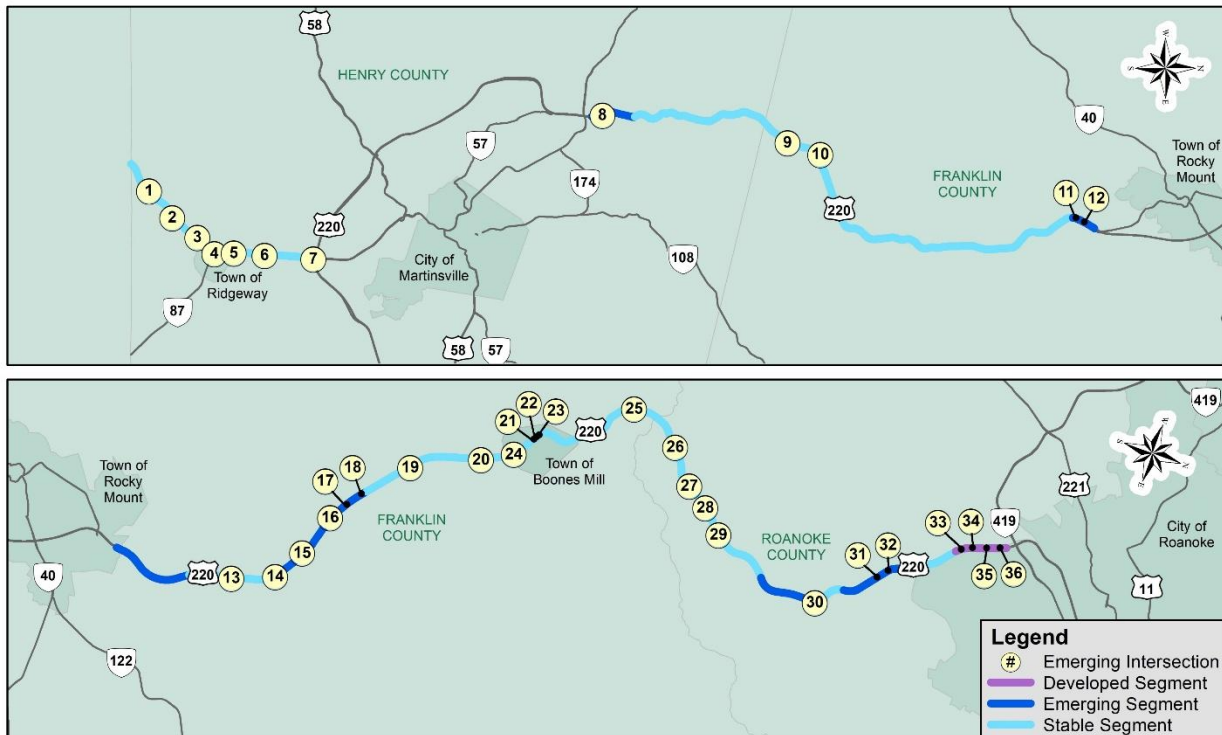 58
HENRY COUNTY
W
S
N
E
8
40
57
Town of
Rocky
Mount
9
10
174
FRANKLIN
COUNTY
1
11
12
2
220
220
3
4
5
6
7
City of
Martinsville
108
Town of
Ridgeway
87
58
57
419
22
25
21
23
220
Town of
Rocky
Mount
18
26
24
20
19
Town of
Boones Mill
221
17
16
27
FRANKLIN
COUNTY
28
33
34
419
City of
Roanoke
15
29
ROANOKE
COUNTY
32
31
220
13
14
220
35
36
40
30
11
122
Legend
# Emerging Intersection
Developed Segment
Emerging Segment
Stable Segment